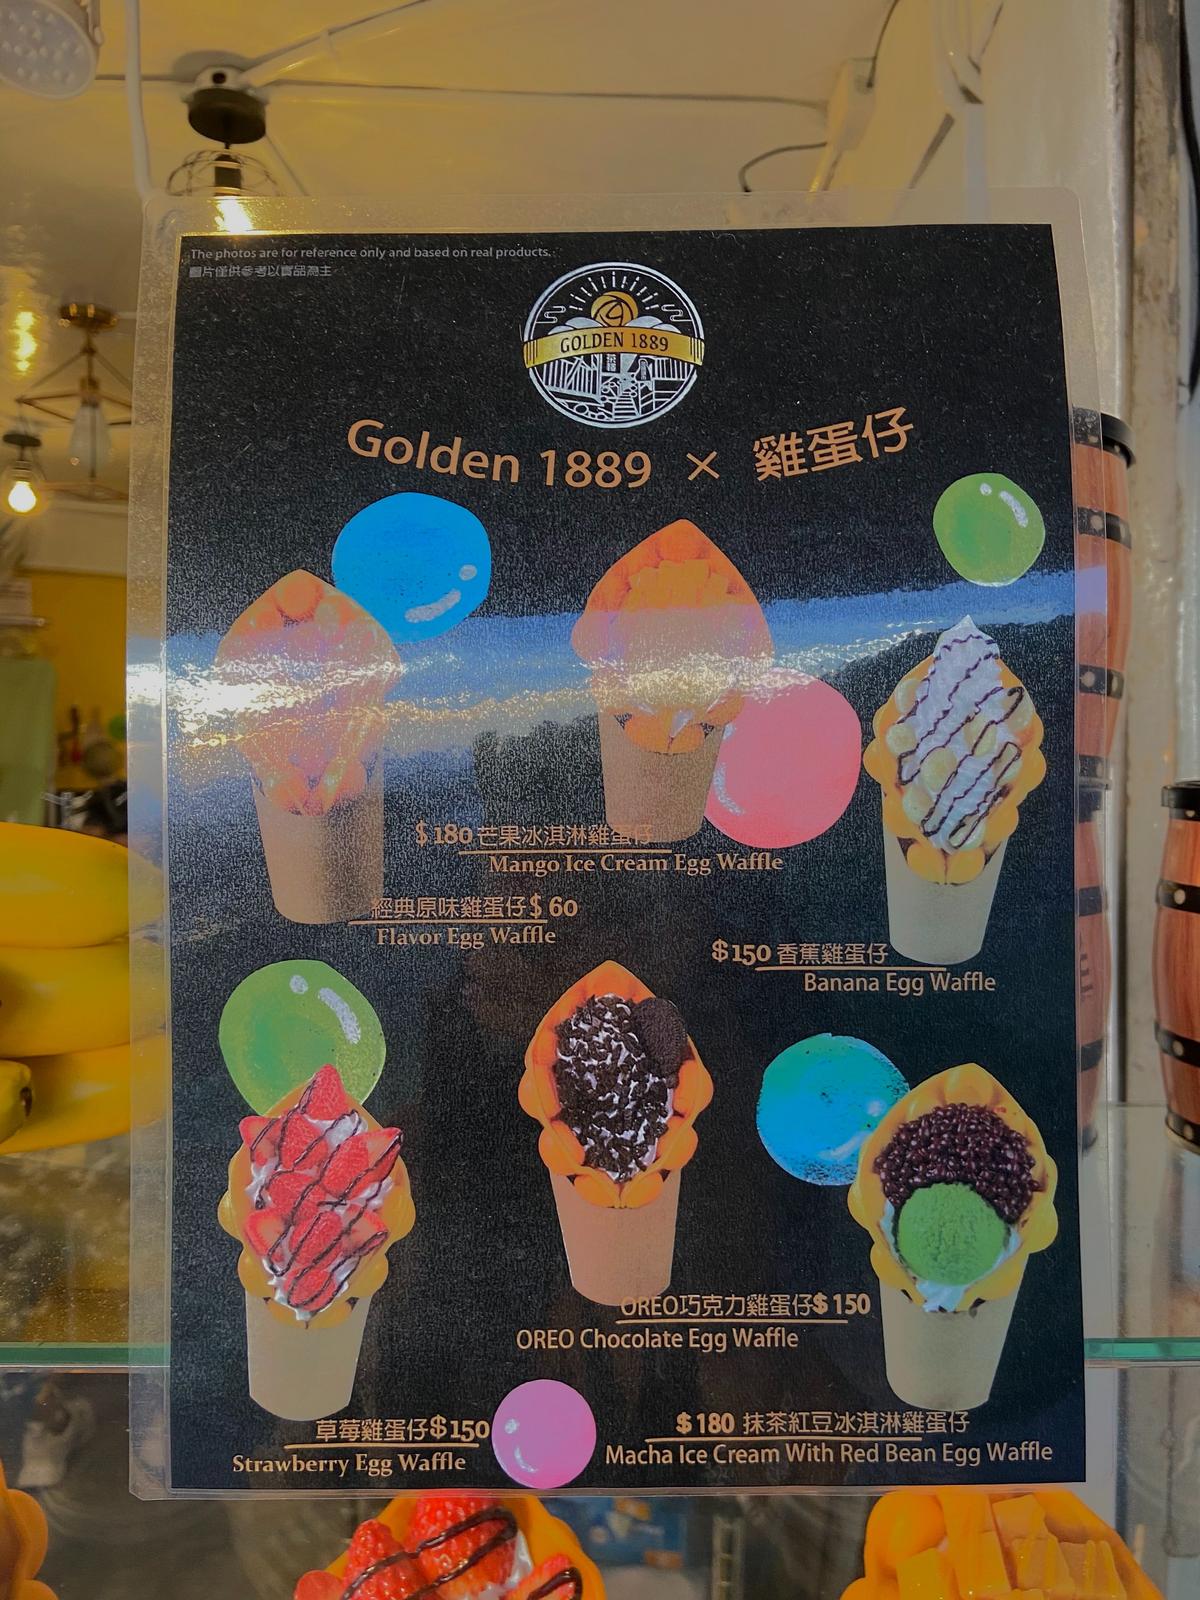 The photos are for reference only and based on real products.
圖片僅供參考以實品為主
GOLDEN 1889
Golden 1889 × 雞蛋仔
$180 芒果冰淇淋雞蛋仔
Mango Ice Cream Egg Waffle
經典原味雞蛋仔$ 60
Flavor Egg Waffle
$150 香蕉雞蛋仔
Banana Egg Waffle
OREO巧克力雞蛋仔$ 150
OREO Chocolate Egg Waffle
草莓雞蛋仔$150
Strawberry Egg Waffle
$180 抹茶紅豆冰淇淋雞蛋仔
Macha Ice Cream With Red Bean Egg Waffle